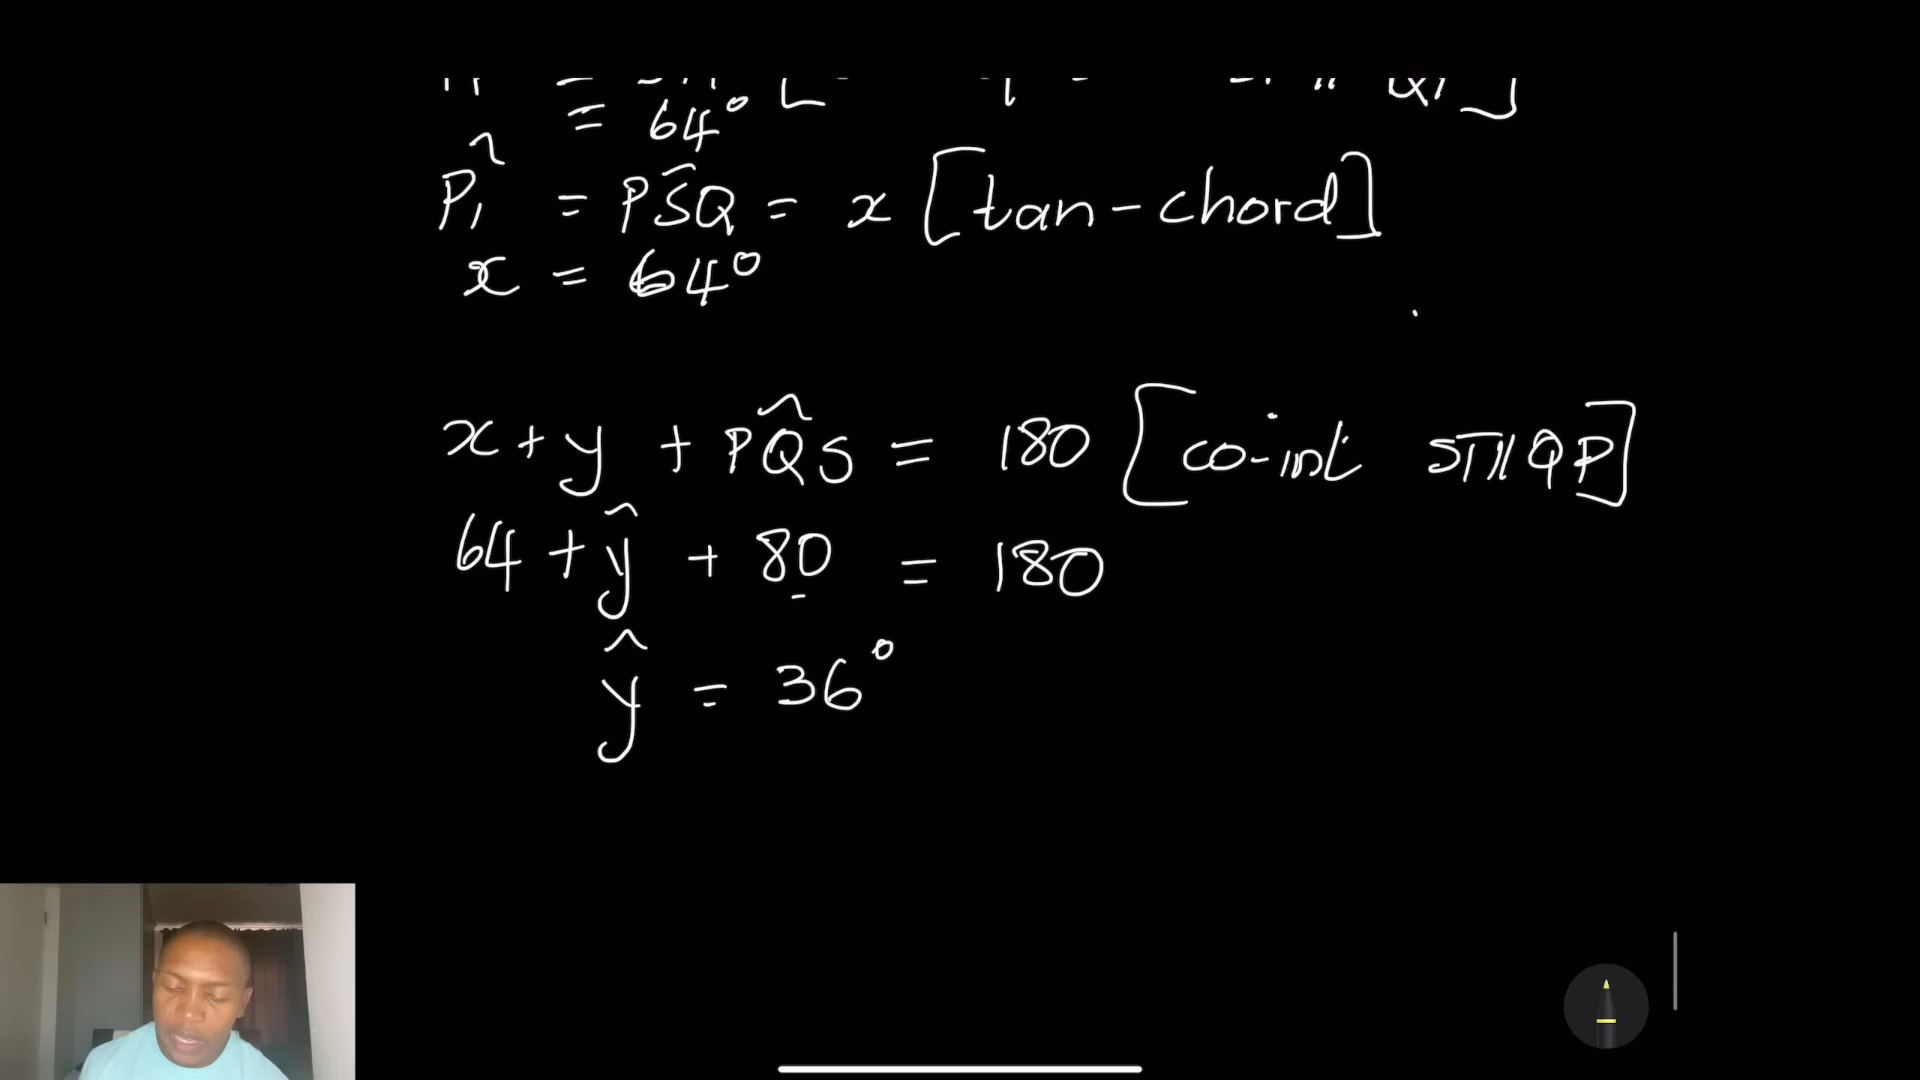 = 64°
P̂₁ = PŜQ = x [tan-chord]
x = 64°
x + y + PQ̂S = 180 [co-int ST||QP]
64 + ŷ + 80 = 180
ŷ = 36°